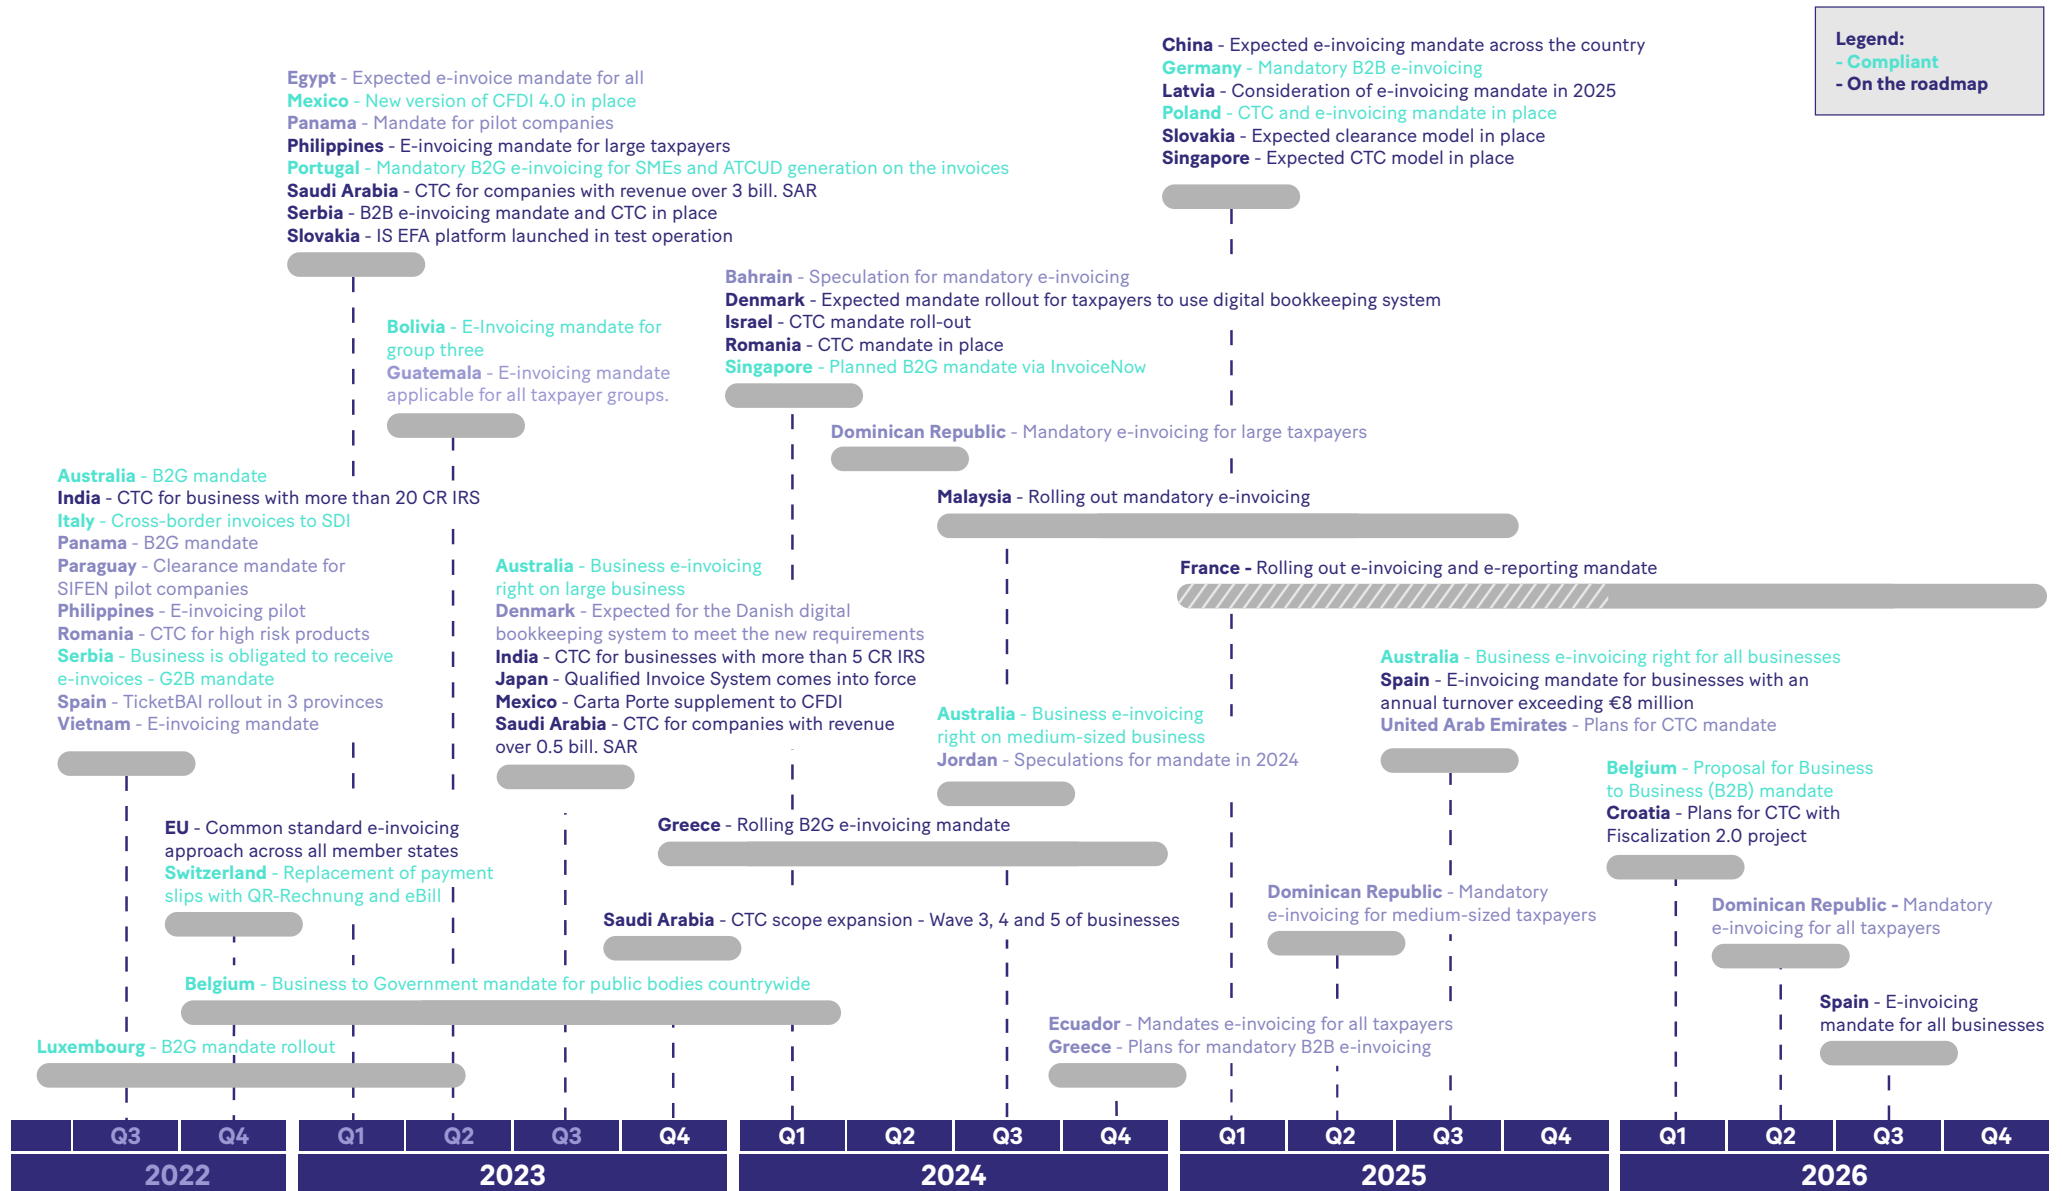 Legend:
- Compliant
- On the roadmap
China - Expected e-invoicing mandate across the country
Germany - Mandatory B2B e-invoicing
Latvia - Consideration of e-invoicing mandate in 2025
Poland - CTC and e-invoicing mandate in place
Slovakia - Expected clearance model in place
Singapore - Expected CTC model in place
Egypt - Expected e-invoice mandate for all
Mexico - New version of CFDI 4.0 in place
Panama - Mandate for pilot companies
Philippines - E-invoicing mandate for large taxpayers
Portugal - Mandatory B2G e-invoicing for SMEs and ATCUD generation on the invoices
Saudi Arabia - CTC for companies with revenue over 3 bill. SAR
Serbia - B2B e-invoicing mandate and CTC in place
Slovakia - IS EFA platform launched in test operation
Bahrain - Speculation for mandatory e-invoicing
Denmark - Expected mandate rollout for taxpayers to use digital bookkeeping system
Israel - CTC mandate roll-out
Romania - CTC mandate in place
Singapore - Planned B2G mandate via InvoiceNow
Bolivia - E-Invoicing mandate for
group three
Guatemala - E-invoicing mandate
applicable for all taxpayer groups.
Dominican Republic - Mandatory e-invoicing for large taxpayers
Australia - B2G mandate
India - CTC for business with more than 20 CR IRS
Italy - Cross-border invoices to SDI
Panama - B2G mandate
Paraguay - Clearance mandate for
SIFEN pilot companies
Philippines - E-invoicing pilot
Romania - CTC for high risk products
Serbia - Business is obligated to receive
e-invoices - G2B mandate
Spain - TicketBAI rollout in 3 provinces
Vietnam - E-invoicing mandate
Malaysia - Rolling out mandatory e-invoicing
Australia - Business e-invoicing
right on large business
Denmark - Expected for the Danish digital
bookkeeping system to meet the new requirements
India - CTC for businesses with more than 5 CR IRS
Japan - Qualified Invoice System comes into force
Mexico - Carta Porte supplement to CFDI
Saudi Arabia - CTC for companies with revenue
over 0.5 bill. SAR
France - Rolling out e-invoicing and e-reporting mandate
Australia - Business e-invoicing right for all businesses
Spain - E-invoicing mandate for businesses with an
annual turnover exceeding €8 million
United Arab Emirates - Plans for CTC mandate
Australia - Business e-invoicing
right on medium-sized business
Jordan - Speculations for mandate in 2024
Belgium - Proposal for Business
to Business (B2B) mandate
Croatia - Plans for CTC with
Fiscalization 2.0 project
EU - Common standard e-invoicing
approach across all member states
Switzerland - Replacement of payment
slips with QR-Rechnung and eBill
Greece - Rolling B2G e-invoicing mandate
Dominican Republic - Mandatory
e-invoicing for medium-sized taxpayers
Dominican Republic - Mandatory
e-invoicing for all taxpayers
Saudi Arabia - CTC scope expansion - Wave 3, 4 and 5 of businesses
Belgium - Business to Government mandate for public bodies countrywide
Spain - E-invoicing
mandate for all businesses
Ecuador - Mandates e-invoicing for all taxpayers
Greece - Plans for mandatory B2B e-invoicing
Luxembourg - B2G mandate rollout
Q3 Q4 Q1 Q2 Q3 Q4 Q1 Q2 Q3 Q4 Q1 Q2 Q3 Q4 Q1 Q2 Q3 Q4
2022 2023 2024 2025 2026